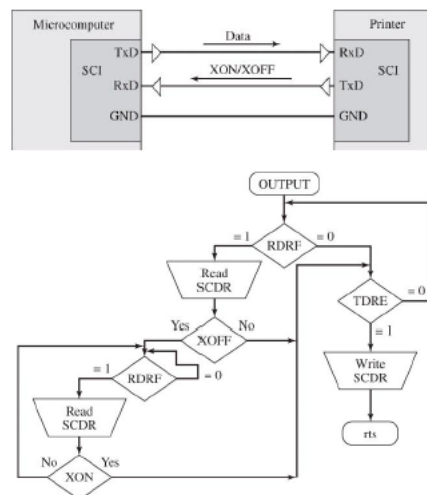 Microcomputer
Printer
TxD
Data
RxD
SCI
SCI
RxD
XON/XOFF
TxD
GND
GND
OUTPUT
= 1
RDRF
= 0
Read
SCDR
TDRE
= 0
= 1
Yes
XOFF
No
Write
SCDR
= 1
RDRF
= 0
Read
SCDR
rts
No
XON
Yes